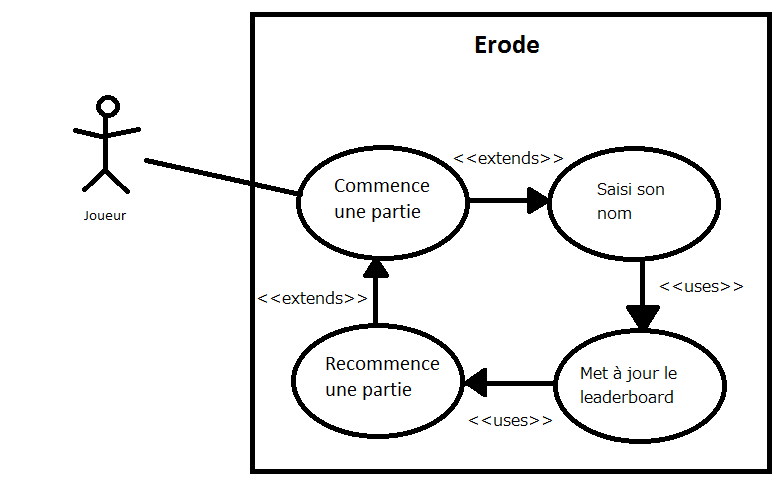 Erode
<<extends>>
Commence
une partie
Saisi son
nom
Joueur
<<uses>>
<<extends>>
Recommence
une partie
Met à jour le
leaderboard
<<uses>>